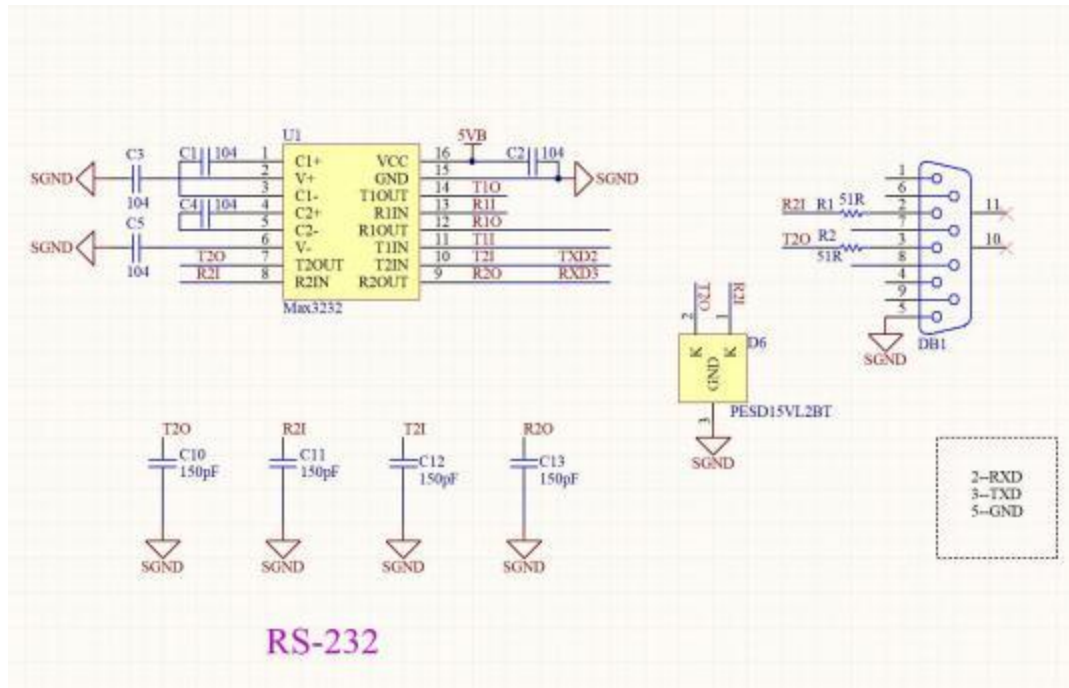 U1
C3
SGND
104
C1 104
C4 104
C5
SGND
104
T2O
R2I
1 C1+
2 V+
3 C1-
4 C2+
5 C2-
6 V-
7 T2OUT
8 R2IN
VCC 16
GND 15
T1OUT 14
R1IN 13
R1OUT 12
T1IN 11
T2IN 10
R2OUT 9
Max3232
5VB
C2 104
SGND
T1O
R1I
R1O
T1I
T2I TXD2
R2O RXD3
R2I R1 51R
T2O R2
51R
1
6
2
7
3
8
4
9
5
11
10
SGND
DB1
T2O
R2I
2
1
K
K
GND
D6
3
PESD15VL2BT
SGND
T2O
C10
150pF
SGND
R2I
C11
150pF
SGND
T2I
C12
150pF
SGND
R2O
C13
150pF
SGND
2--RXD
3--TXD
5--GND
RS-232